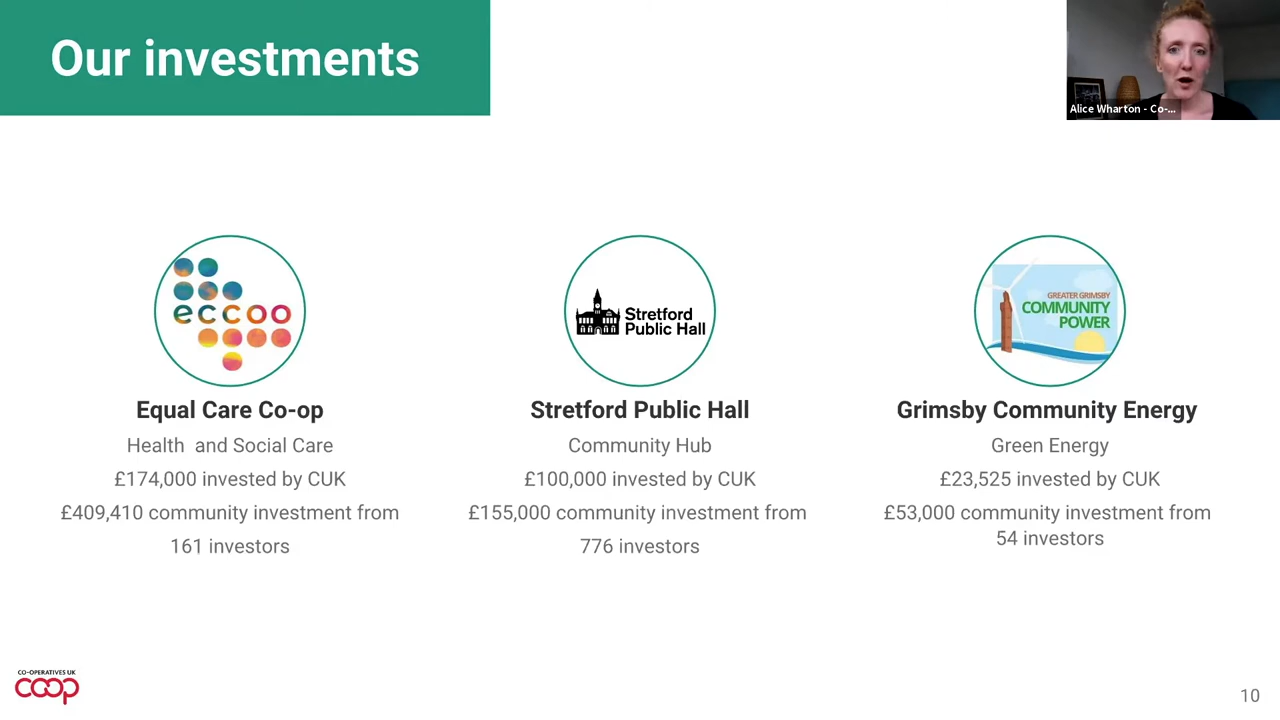 Our investments
Alice Wharton - Co-...
eccoo
Stretford
Public Hall
GREATER GRIMSBY
COMMUNITY
POWER
Equal Care Co-op
Health  and Social Care
£174,000 invested by CUK
£409,410 community investment from
161 investors
Stretford Public Hall
Community Hub
£100,000 invested by CUK
£155,000 community investment from
776 investors
Grimsby Community Energy
Green Energy
£23,525 invested by CUK
£53,000 community investment from
54 investors
CO-OPERATIVES UK
coop
10